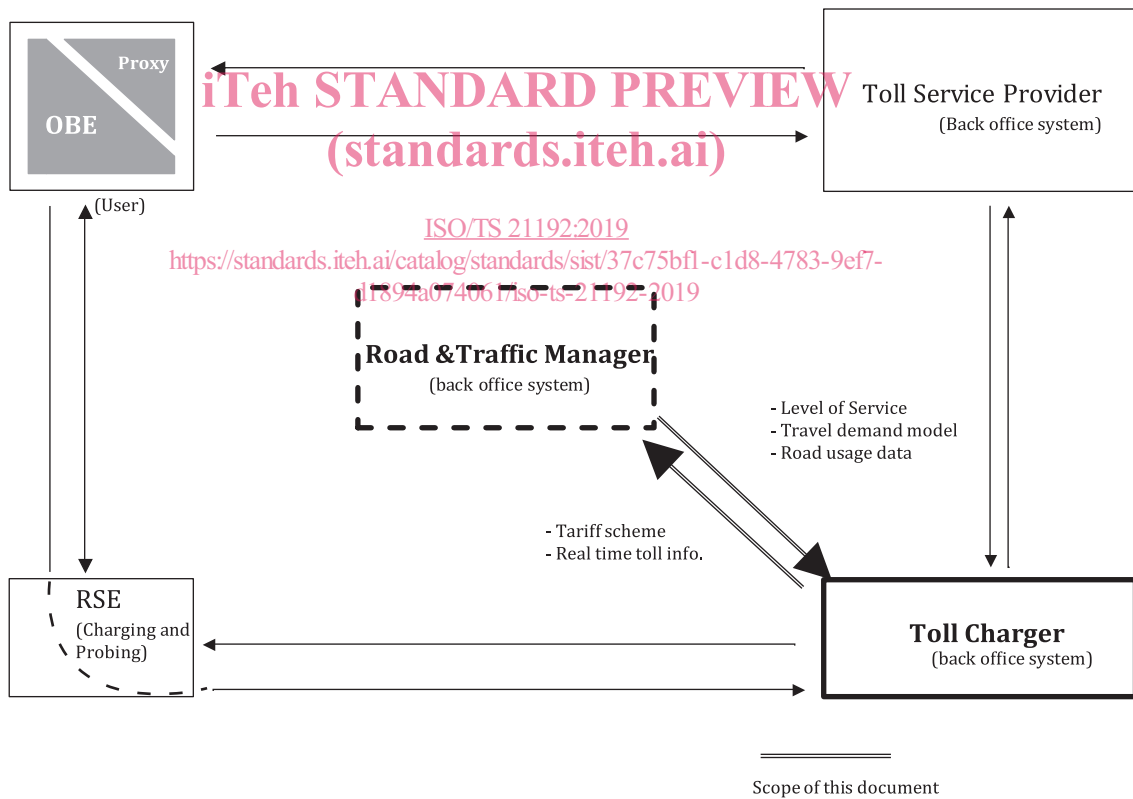 Proxy
OBE
(User)
iTeh STANDARD PREVIEW
(standards.iteh.ai)
Toll Service Provider
(Back office system)
ISO/TS 21192:2019
https://standards.iteh.ai/catalog/standards/sist/37c75bf1-c1d8-4783-9ef7-
d1894a074061/iso-ts-21192-2019
Road &Traffic Manager
(back office system)
- Level of Service
- Travel demand model
- Road usage data
- Tariff scheme
- Real time toll info.
RSE
(Charging and
Probing)
Toll Charger
(back office system)
Scope of this document